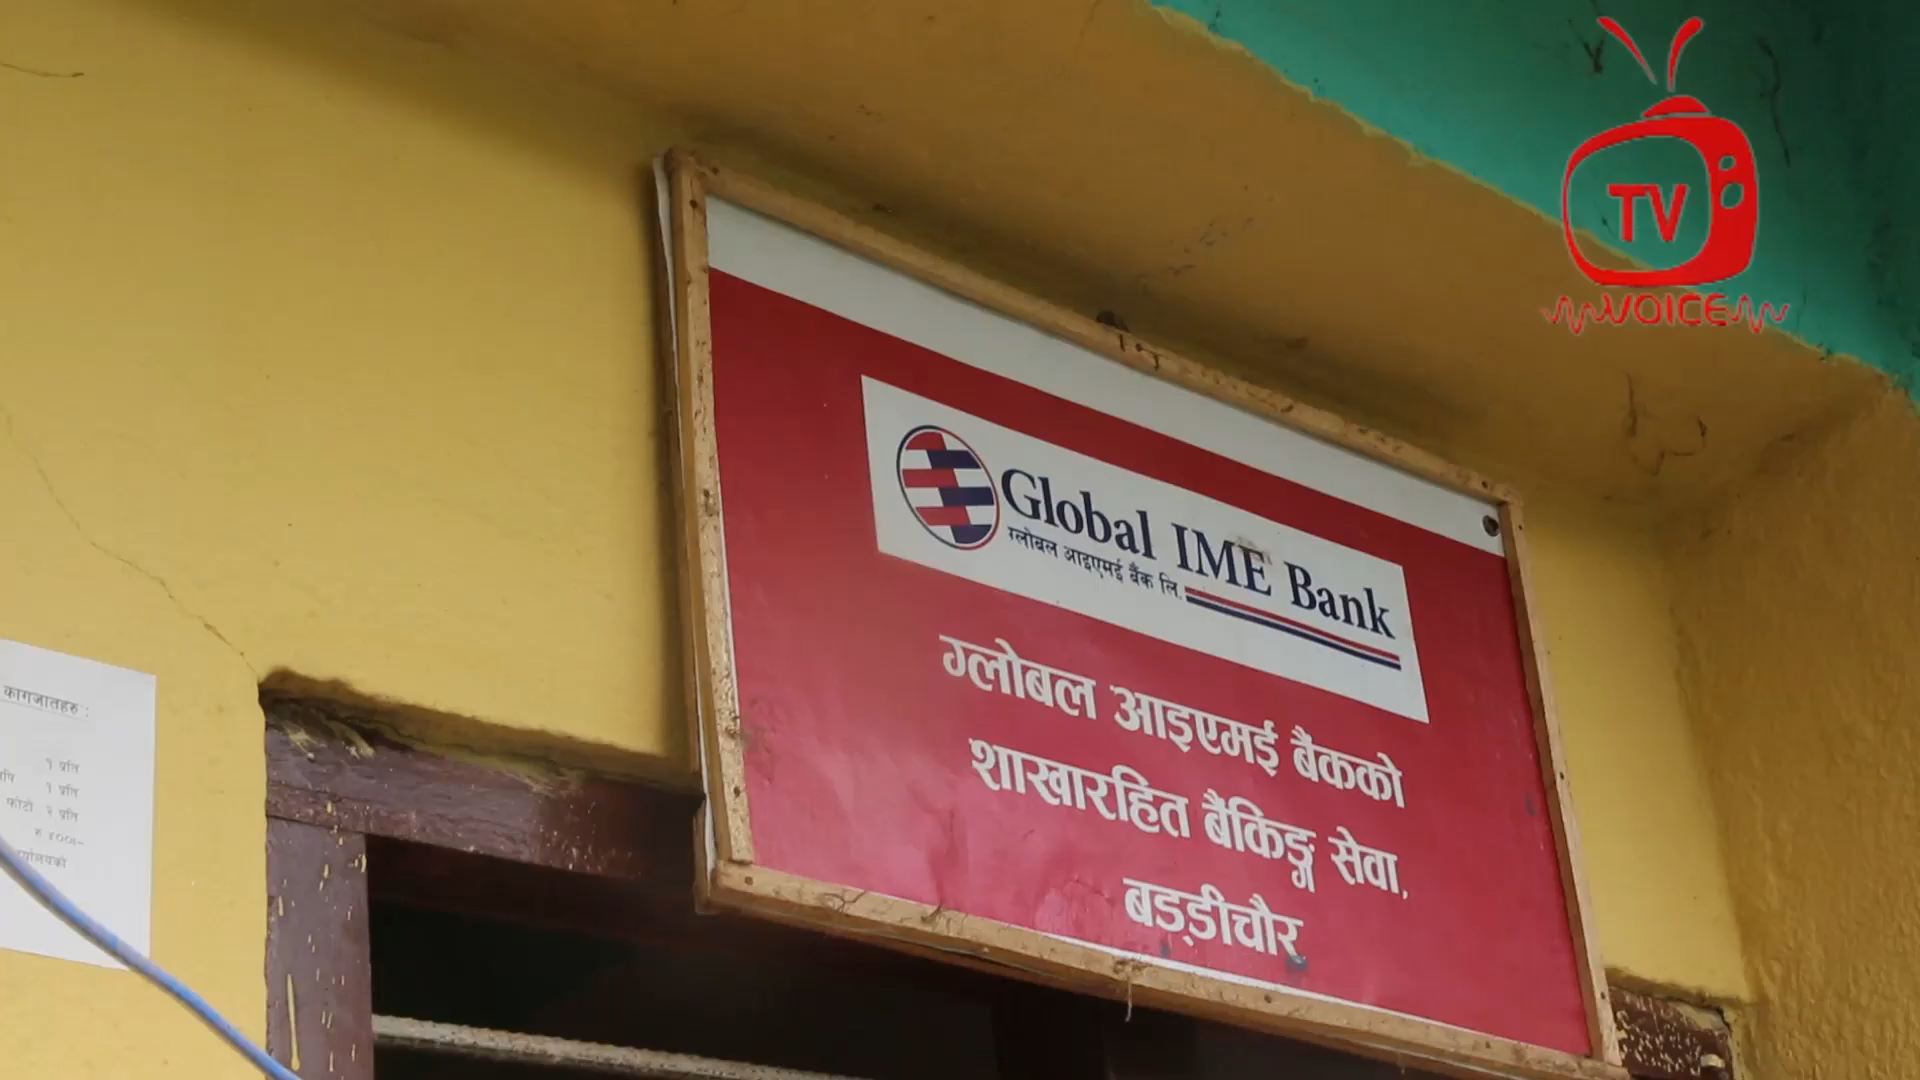 TV
VOICE
Global IME Bank
ग्लोबल आइएमई बैंक लि.
ग्लोबल आइएमई बैंकको
शाखारहित बैंकिङ्ग सेवा,
बड्डीचौर
कागजातहरु :
१ प्रति
१ प्रति
फोटो २ प्रति